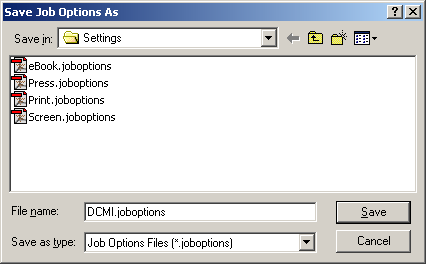 Save Job Options As
Save in: Settings
eBook.joboptions
Press.joboptions
Print.joboptions
Screen.joboptions
File name: DCMI.joboptions Save
Save as type: Job Options Files (*.joboptions) Cancel